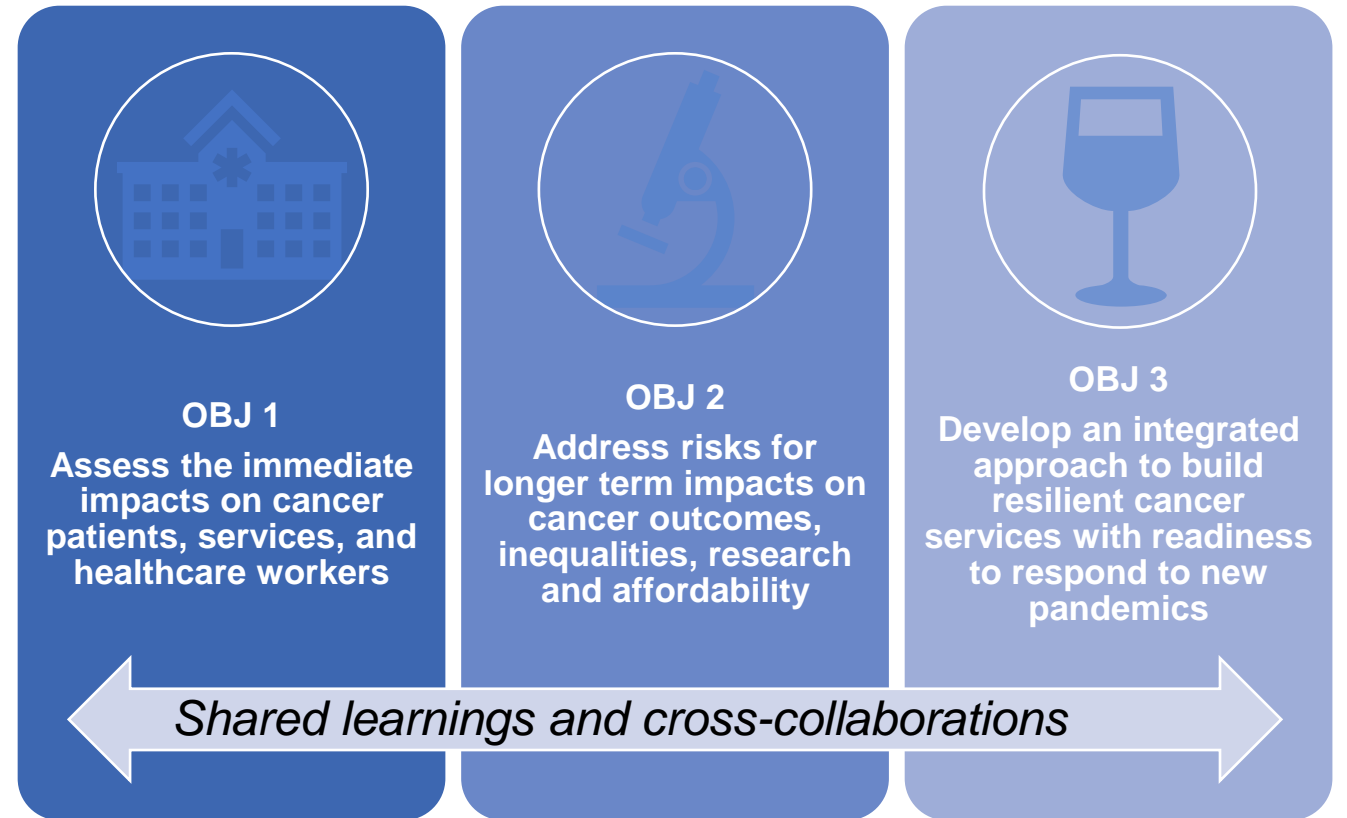 OBJ 1
Assess the immediate
impacts on cancer
patients, services, and
healthcare workers
OBJ 2
Address risks for
longer term impacts on
cancer outcomes,
inequalities, research
and affordability
OBJ 3
Develop an integrated
approach to build
resilient cancer
services with readiness
to respond to new
pandemics
Shared learnings and cross-collaborations